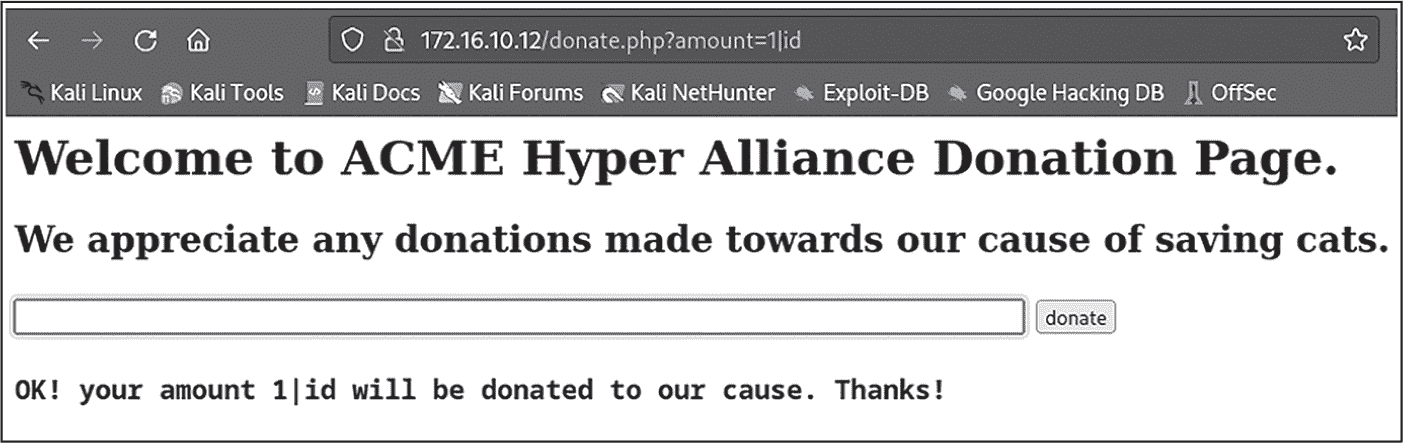 172.16.10.12/donate.php?amount=1|id
Kali Linux Kali Tools Kali Docs Kali Forums Kali NetHunter Exploit-DB Google Hacking DB OffSec
Welcome to ACME Hyper Alliance Donation Page.
We appreciate any donations made towards our cause of saving cats.
donate
OK! your amount 1|id will be donated to our cause. Thanks!